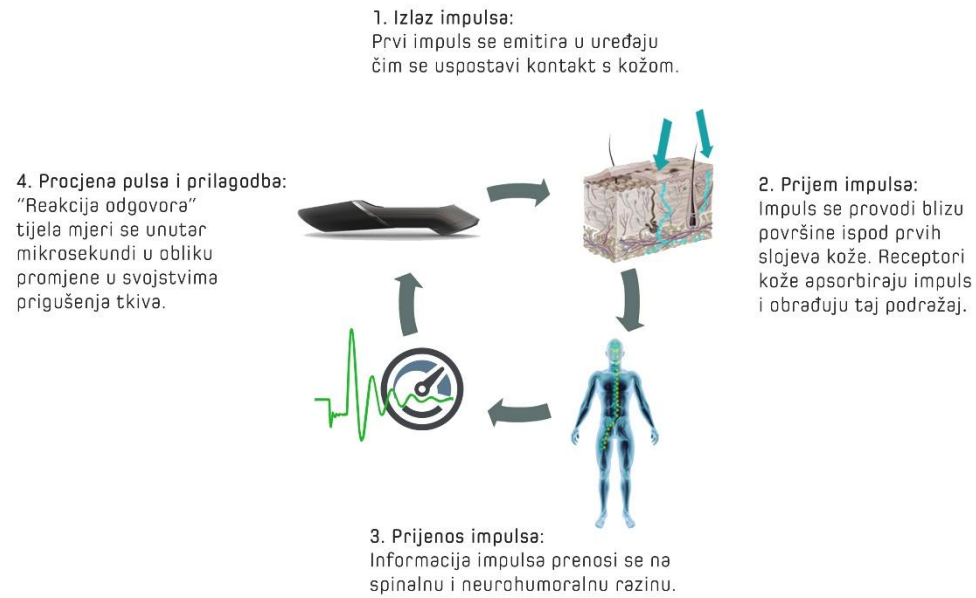 1. Izlaz impulsa:
Prvi impuls se emitira u uređaju
čim se uspostavi kontakt s kožom.
2. Prijem impulsa:
Impuls se provodi blizu
površine ispod prvih
slojeva kože. Receptori
kože apsorbiraju impuls
i obrađuju taj podražaj.
3. Prijenos impulsa:
Informacija impulsa prenosi se na
spinalnu i neurohumoralnu razinu.
4. Procjena pulsa i prilagodba:
"Reakcija odgovora"
tijela mjeri se unutar
mikrosekundi u obliku
promjene u svojstvima
prigušenja tkiva.